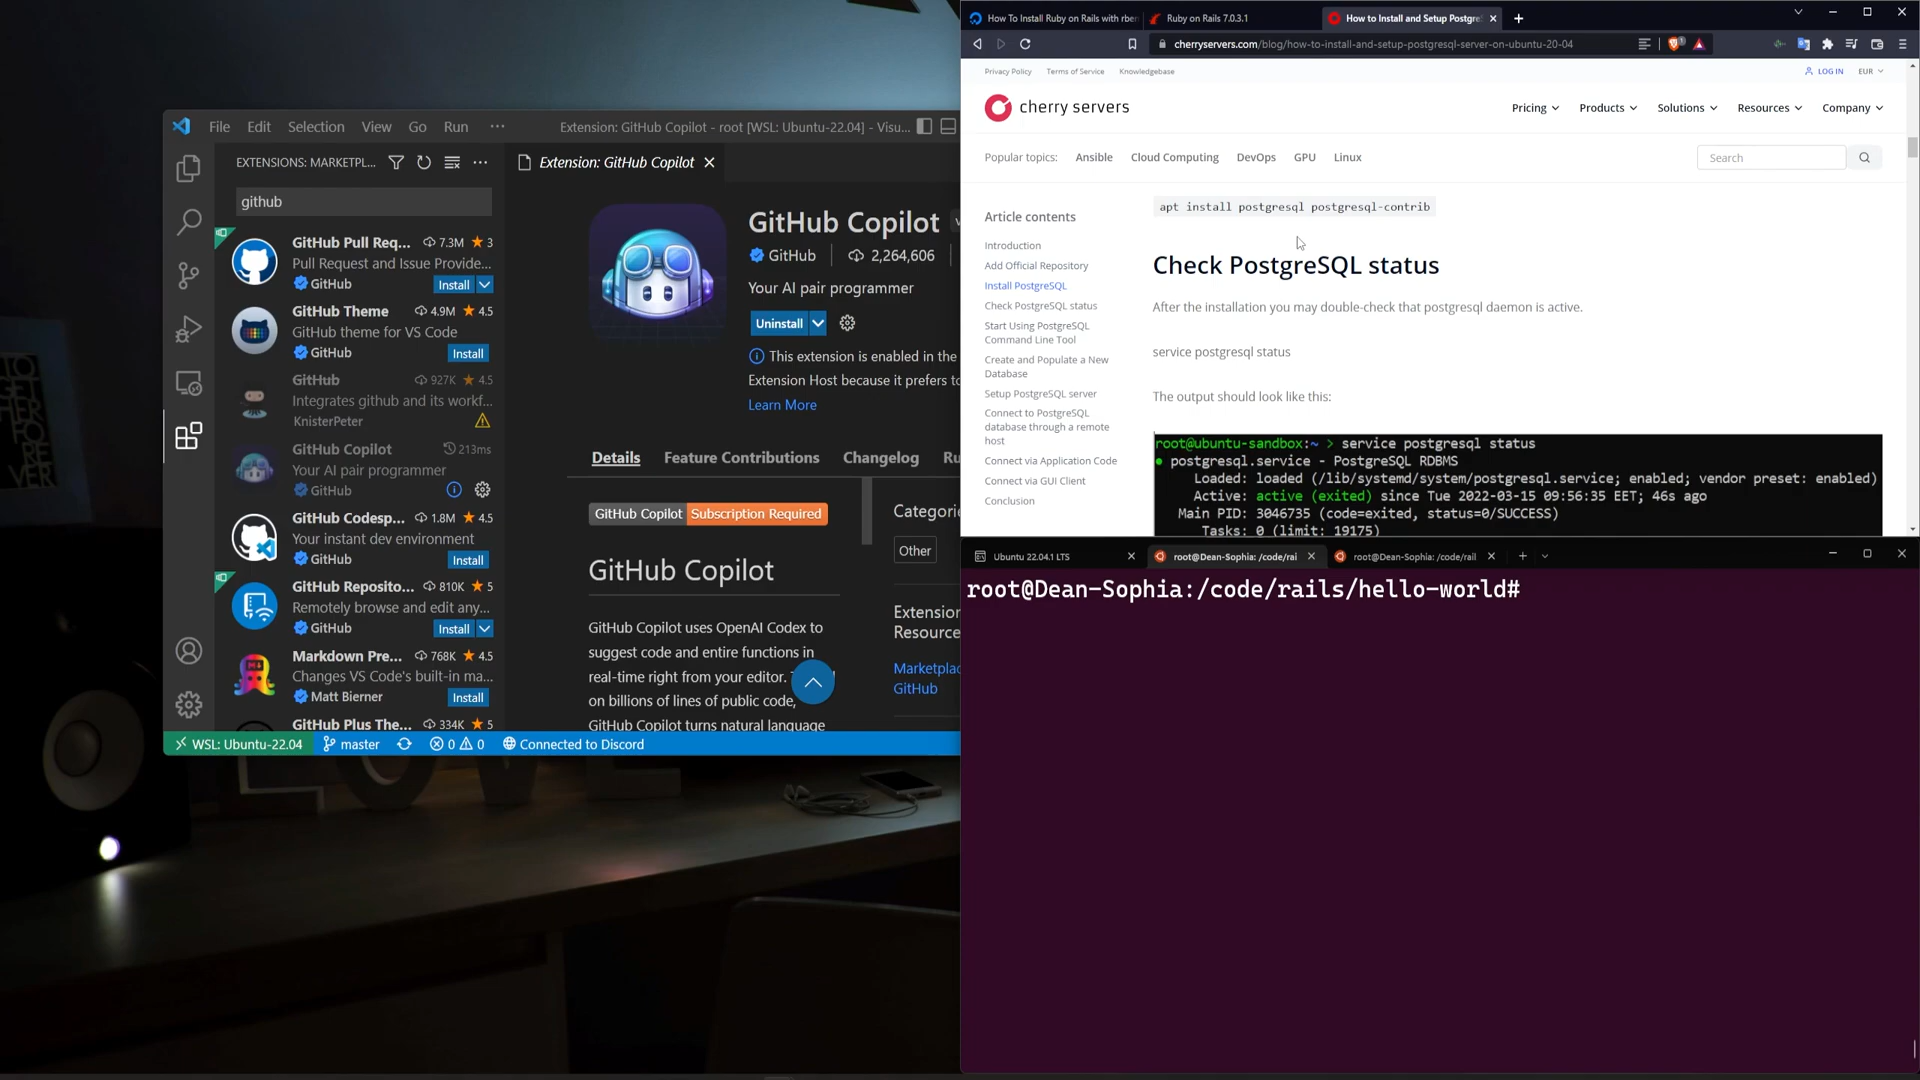 File Edit Selection View Go Run ···
Extension: GitHub Copilot - root [WSL: Ubuntu-22.04] - Visu...
EXTENSIONS: MARKETPL...
github
GitHub Pull Req... 7.3M 3
Pull Request and Issue Provide...
GitHub Install
GitHub Theme 4.9M 4.5
GitHub theme for VS Code
GitHub Install
GitHub 927K 4.5
Integrates github and its workf...
KnisterPeter
GitHub Copilot 213ms
Your AI pair programmer
GitHub
GitHub Codesp... 1.8M 4.5
Your instant dev environment
GitHub Install
GitHub Reposito... 810K 5
Remotely browse and edit any...
GitHub Install
Markdown Pre... 768K 4.5
Changes VS Code's built-in ma...
Matt Bierner Install
GitHub Plus The... 334K 5
Extension: GitHub Copilot
GitHub Copilot
GitHub 2,264,606
Your AI pair programmer
Uninstall
This extension is enabled in the
Extension Host because it prefers to
Learn More
Details Feature Contributions Changelog Ru
GitHub Copilot Subscription Required
GitHub Copilot
GitHub Copilot uses OpenAI Codex to
suggest code and entire functions in
real-time right from your editor.
on billions of lines of public code,
GitHub Copilot turns natural language
Categorie
Other
Extension
Resource
Marketplac
GitHub
WSL: Ubuntu-22.04 master 0 0 Connected to Discord
How To Install Ruby on Rails with rber
Ruby on Rails 7.0.3.1
How to Install and Setup Postgre
cherryservers.com/blog/how-to-install-and-setup-postgresql-server-on-ubuntu-20-04
Privacy Policy Terms of Service Knowledgebase
LOG IN EUR
cherry servers
Pricing Products Solutions Resources Company
Popular topics: Ansible Cloud Computing DevOps GPU Linux
Search
Article contents
Introduction
Add Official Repository
Install PostgreSQL
Check PostgreSQL status
Start Using PostgreSQL
Command Line Tool
Create and Populate a New
Database
Setup PostgreSQL server
Connect to PostgreSQL
database through a remote
host
Connect via Application Code
Connect via GUI Client
Conclusion
apt install postgresql postgresql-contrib
Check PostgreSQL status
After the installation you may double-check that postgresql daemon is active.
service postgresql status
The output should look like this:
root@ubuntu-sandbox:~ > service postgresql status
● postgresql.service - PostgreSQL RDBMS
Loaded: loaded (/lib/systemd/system/postgresql.service; enabled; vendor preset: enabled)
Active: active (exited) since Tue 2022-03-15 09:56:35 EET; 46s ago
Main PID: 3046735 (code=exited, status=0/SUCCESS)
Tasks: 0 (limit: 19175)
Ubuntu 22.04.1 LTS
root@Dean-Sophia: /code/rai
root@Dean-Sophia: /code/rail
root@Dean-Sophia:/code/rails/hello-world#